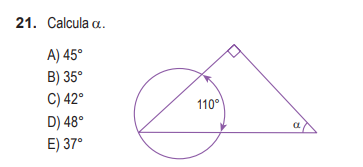 21. Calcula α.
A) 45°
B) 35°
C) 42°
D) 48°
E) 37°
110°
α